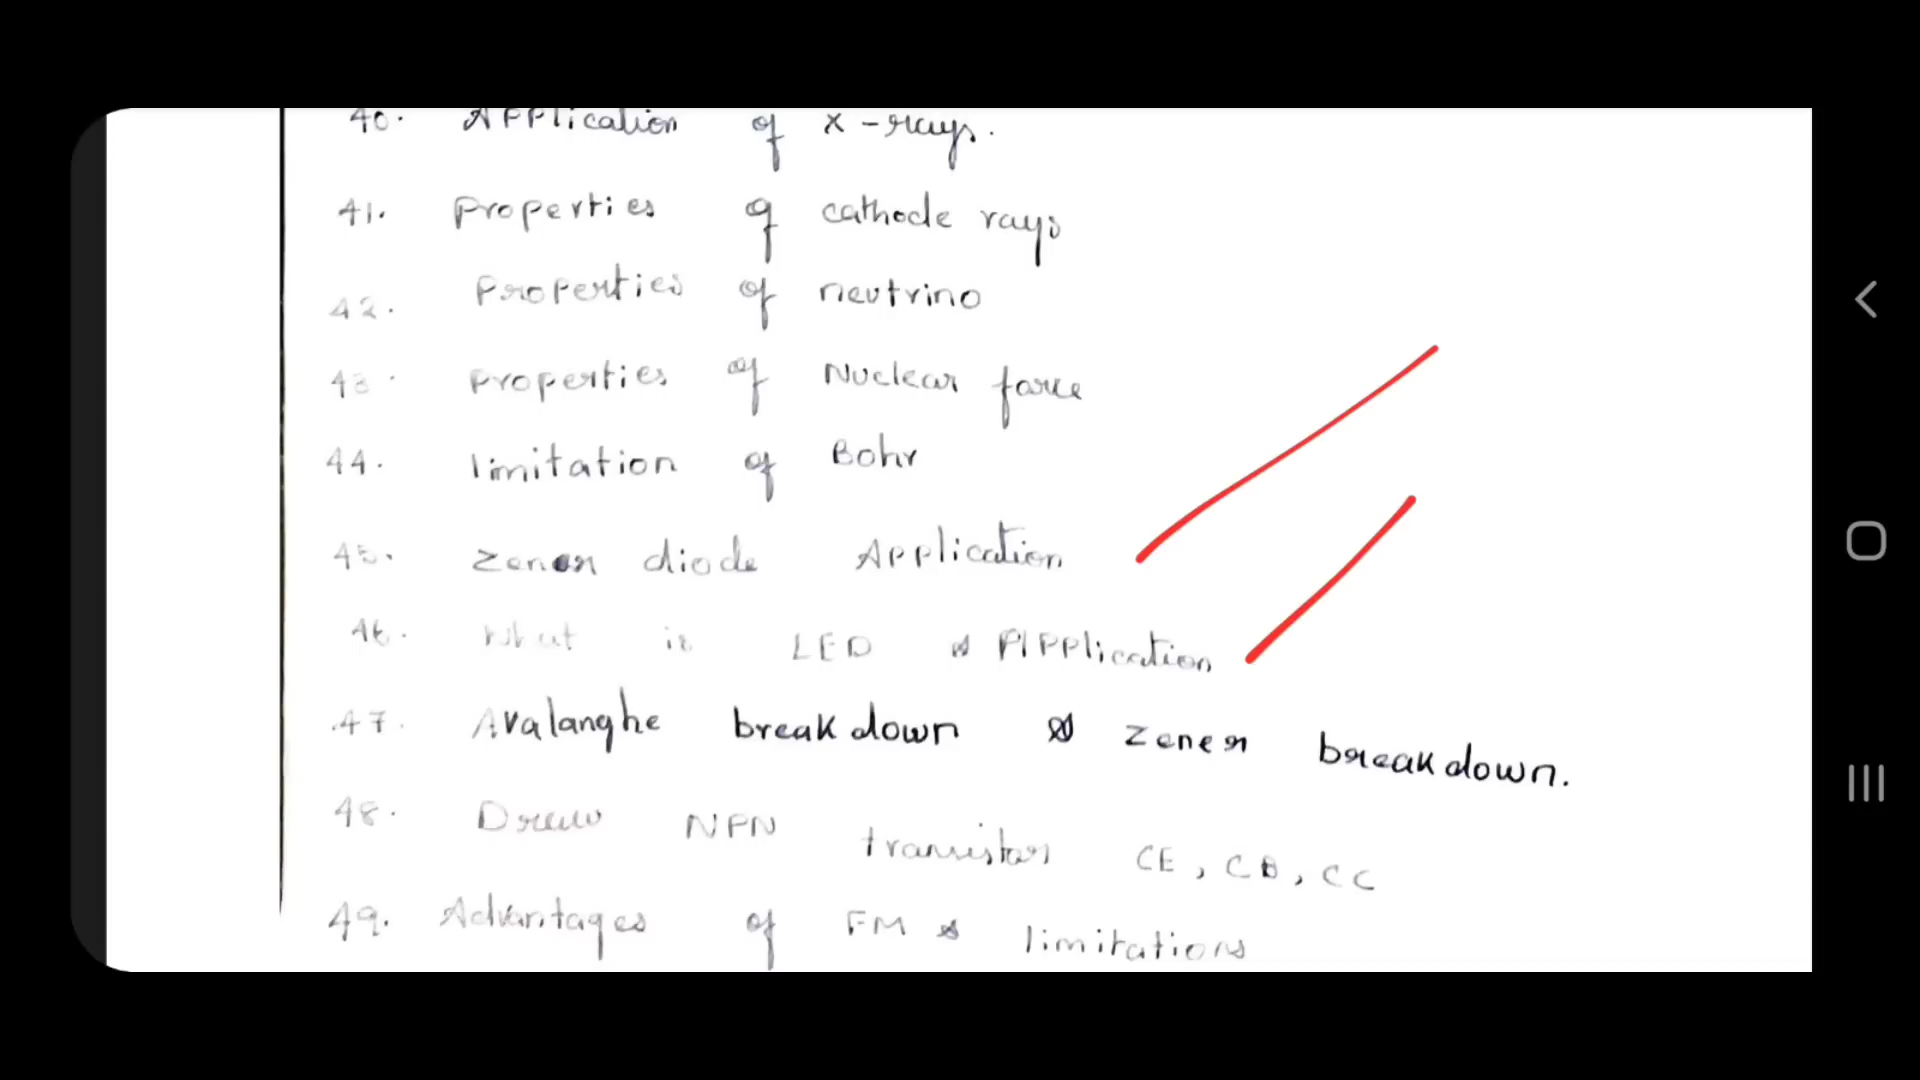 40. Application of X-rays.
41. Properties of cathode rays
42. Properties of neutrino
43. Properties of Nuclear force
44. limitation of Bohr
45. Zener diode Application
46. What is LED & Application
47. Avalanghe breakdown & Zener breakdown.
48. Draw NPN transistor CE, CB, CC
49. Advantages of FM & limitations